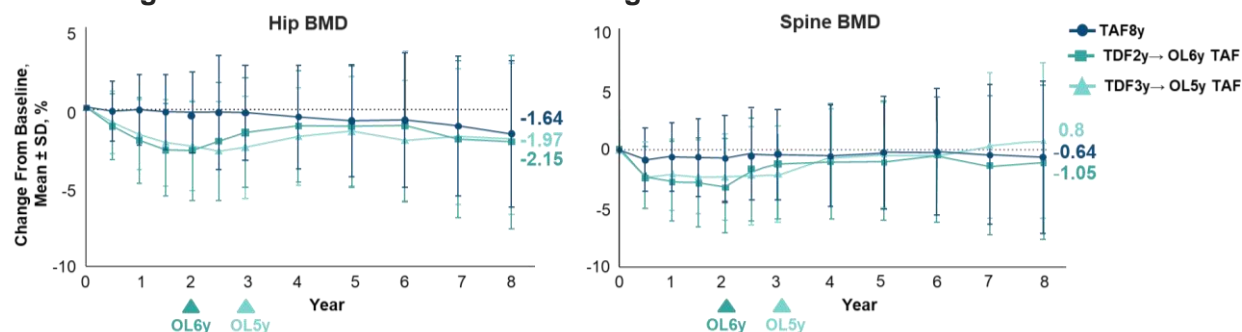 Hip BMD
Change From Baseline,
Mean ± SD, %
5
0
-5
-10
-1.64
-1.97
-2.15
0 1 2 3 4 5 6 7 8
Year
OL6y OL5y
Spine BMD
10
5
0
-5
-10
0.8
-0.64
-1.05
0 1 2 3 4 5 6 7 8
Year
OL6y OL5y
TAF8y
TDF2y→ OL6y TAF
TDF3y→ OL5y TAF